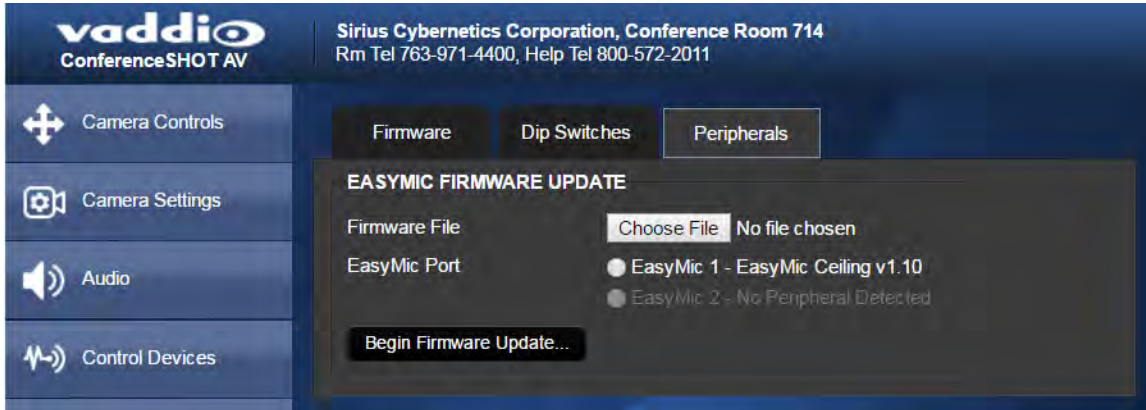 vaddio
ConferenceSHOT AV
Sirius Cybernetics Corporation, Conference Room 714
Rm Tel 763-971-4400, Help Tel 800-572-2011
Camera Controls
Camera Settings
Audio
Control Devices
Firmware
Dip Switches
Peripherals
EASYMIC FIRMWARE UPDATE
Firmware File
Choose File No file chosen
EasyMic Port
EasyMic 1 - EasyMic Ceiling v1.10
EasyMic 2 - No Peripheral Detected
Begin Firmware Update...